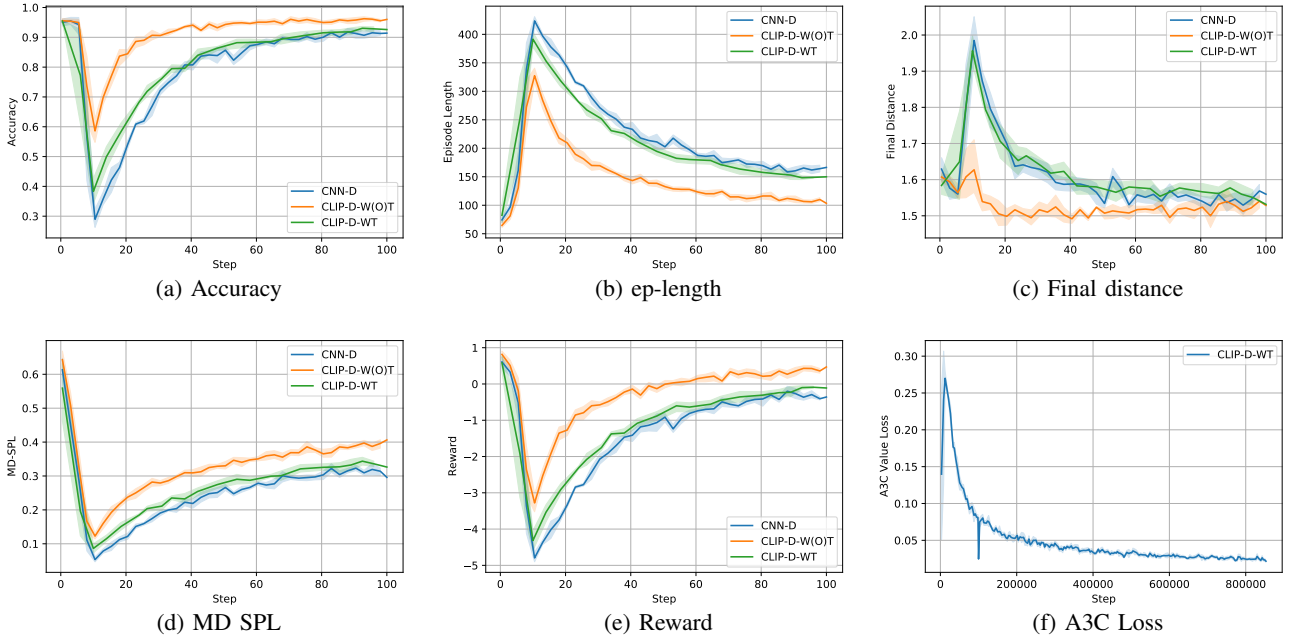 1.0
0.9
0.8
0.7
0.6
0.5
0.4
0.3
Accuracy
0 20 40 60 80 100
Step
CNN-D
CLIP-D-W(O)T
CLIP-D-WT
(a) Accuracy
400
350
300
250
200
150
100
50
Episode Length
0 20 40 60 80 100
Step
CNN-D
CLIP-D-W(O)T
CLIP-D-WT
(b) ep-length
2.0
1.9
1.8
1.7
1.6
1.5
Final Distance
0 20 40 60 80 100
Step
CNN-D
CLIP-D-W(O)T
CLIP-D-WT
(c) Final distance
0.6
0.5
0.4
0.3
0.2
0.1
MD-SPL
0 20 40 60 80 100
Step
CNN-D
CLIP-D-W(O)T
CLIP-D-WT
(d) MD SPL
1
0
−1
−2
−3
−4
−5
Reward
0 20 40 60 80 100
Step
CNN-D
CLIP-D-W(O)T
CLIP-D-WT
(e) Reward
0.30
0.25
0.20
0.15
0.10
0.05
A3C Value Loss
0 200000 400000 600000 800000
Step
CLIP-D-WT
(f) A3C Loss